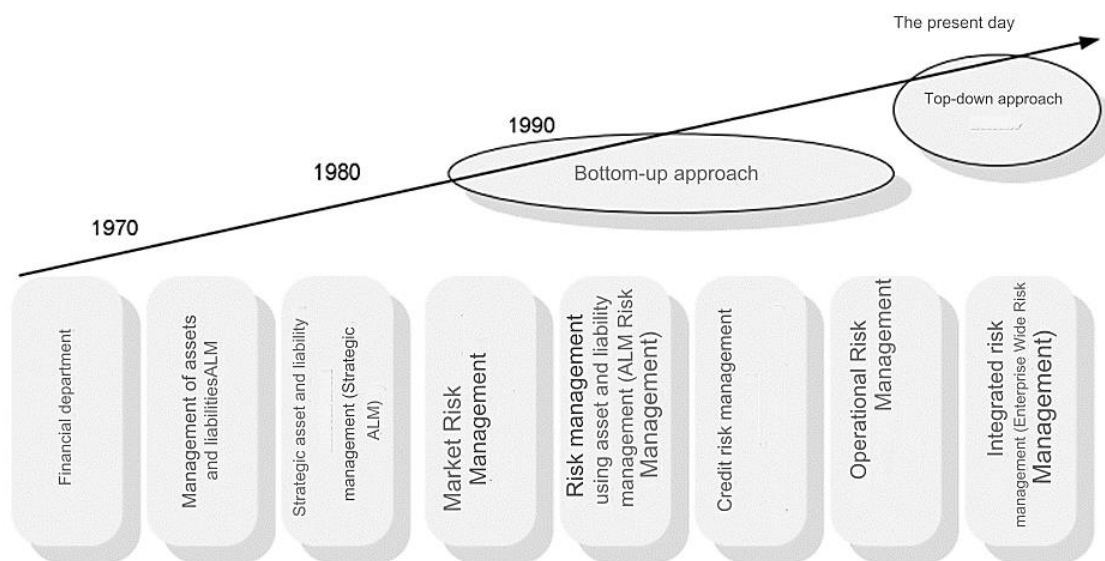 The present day
Top-down approach
1990
Bottom-up approach
1980
1970
Financial department
Management of assets
and liabilitiesALM
Strategic asset and liability
management (Strategic
ALM)
Market Risk
Management
Risk management
using asset and liability
management (ALM Risk
Management)
Credit risk management
Operational Risk
Management
Integrated risk
management (Enterprise Wide Risk
Management)